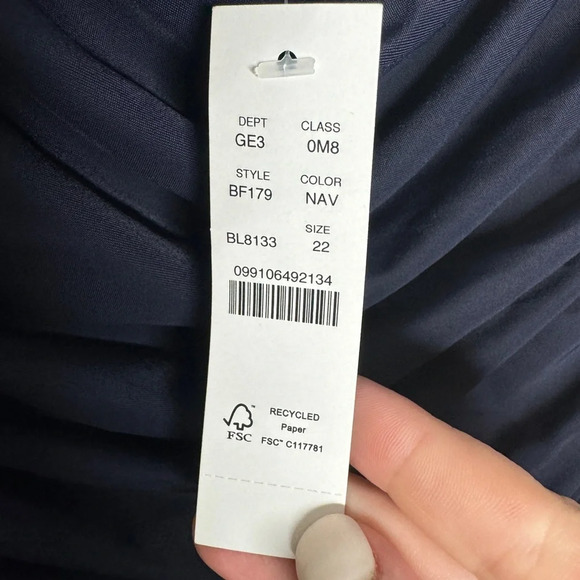 DEPT CLASS
GE3 0M8
STYLE COLOR
BF179 NAV
SIZE
BL8133 22
099106492134
RECYCLED
Paper
FSC™ C117781
FSC